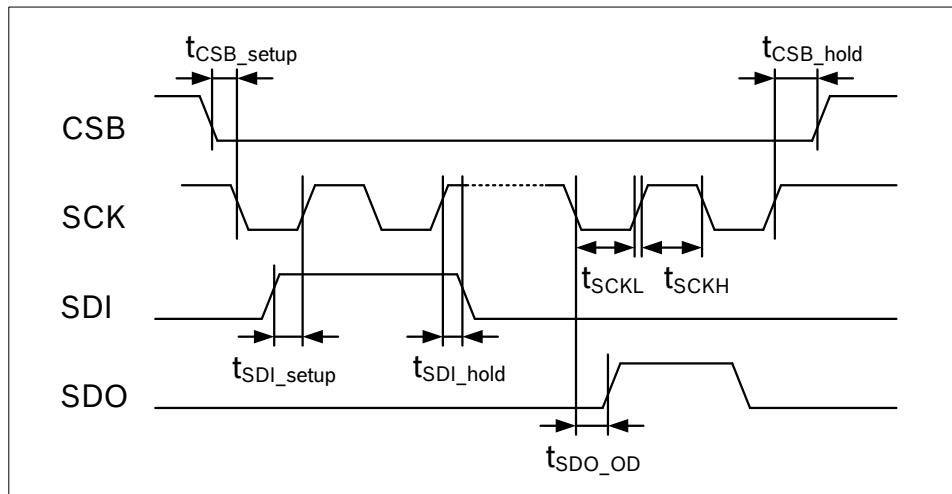 tCSB_setup
tCSB_hold
CSB
SCK
tSCKL
tSCKH
SDI
tSDI_setup
tSDI_hold
SDO
tSDO_OD